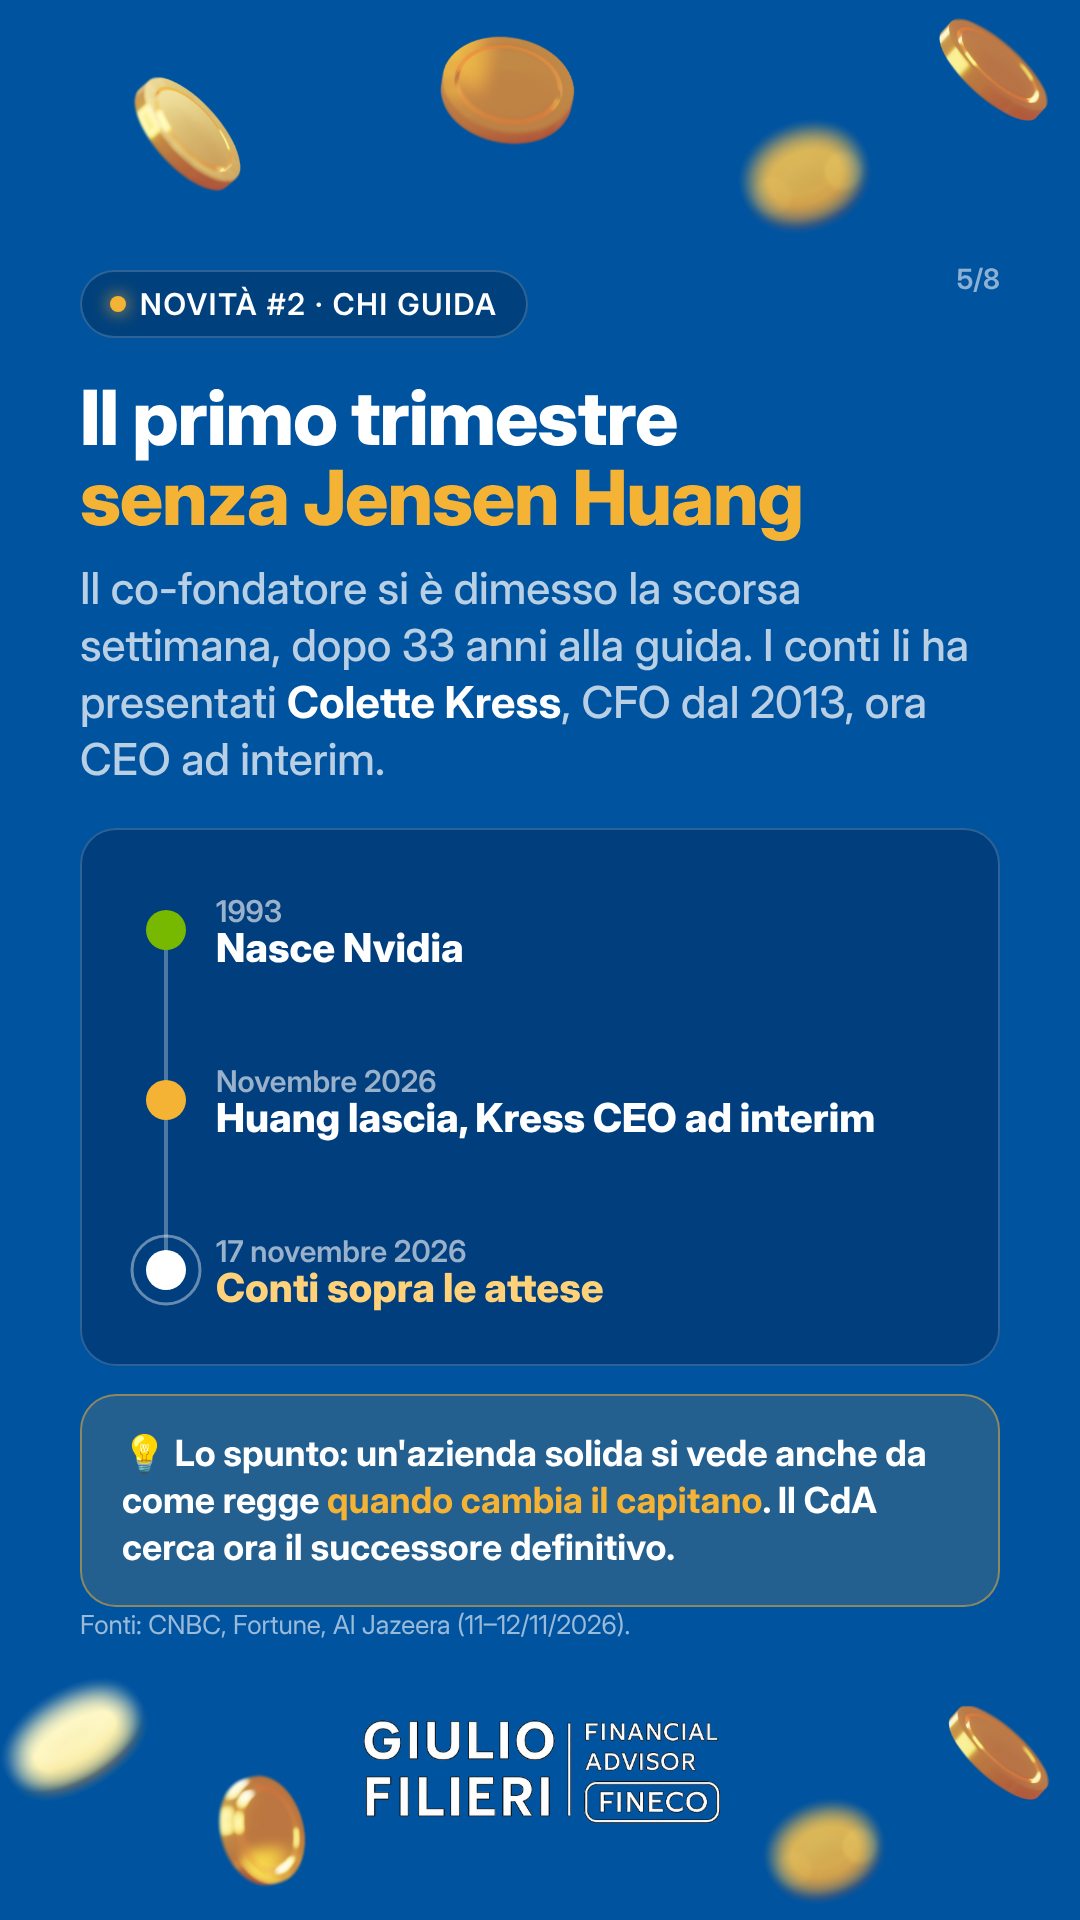 NOVITÀ #2 · CHI GUIDA
5/8
Il primo trimestre
senza Jensen Huang
Il co-fondatore si è dimesso la scorsa
settimana, dopo 33 anni alla guida. I conti li ha
presentati Colette Kress, CFO dal 2013, ora
CEO ad interim.
1993
Nasce Nvidia
Novembre 2026
Huang lascia, Kress CEO ad interim
17 novembre 2026
Conti sopra le attese
💡 Lo spunto: un'azienda solida si vede anche da
come regge quando cambia il capitano. Il CdA
cerca ora il successore definitivo.
Fonti: CNBC, Fortune, Al Jazeera (11–12/11/2026).
GIULIO
FILIERI
FINANCIAL
ADVISOR
FINECO